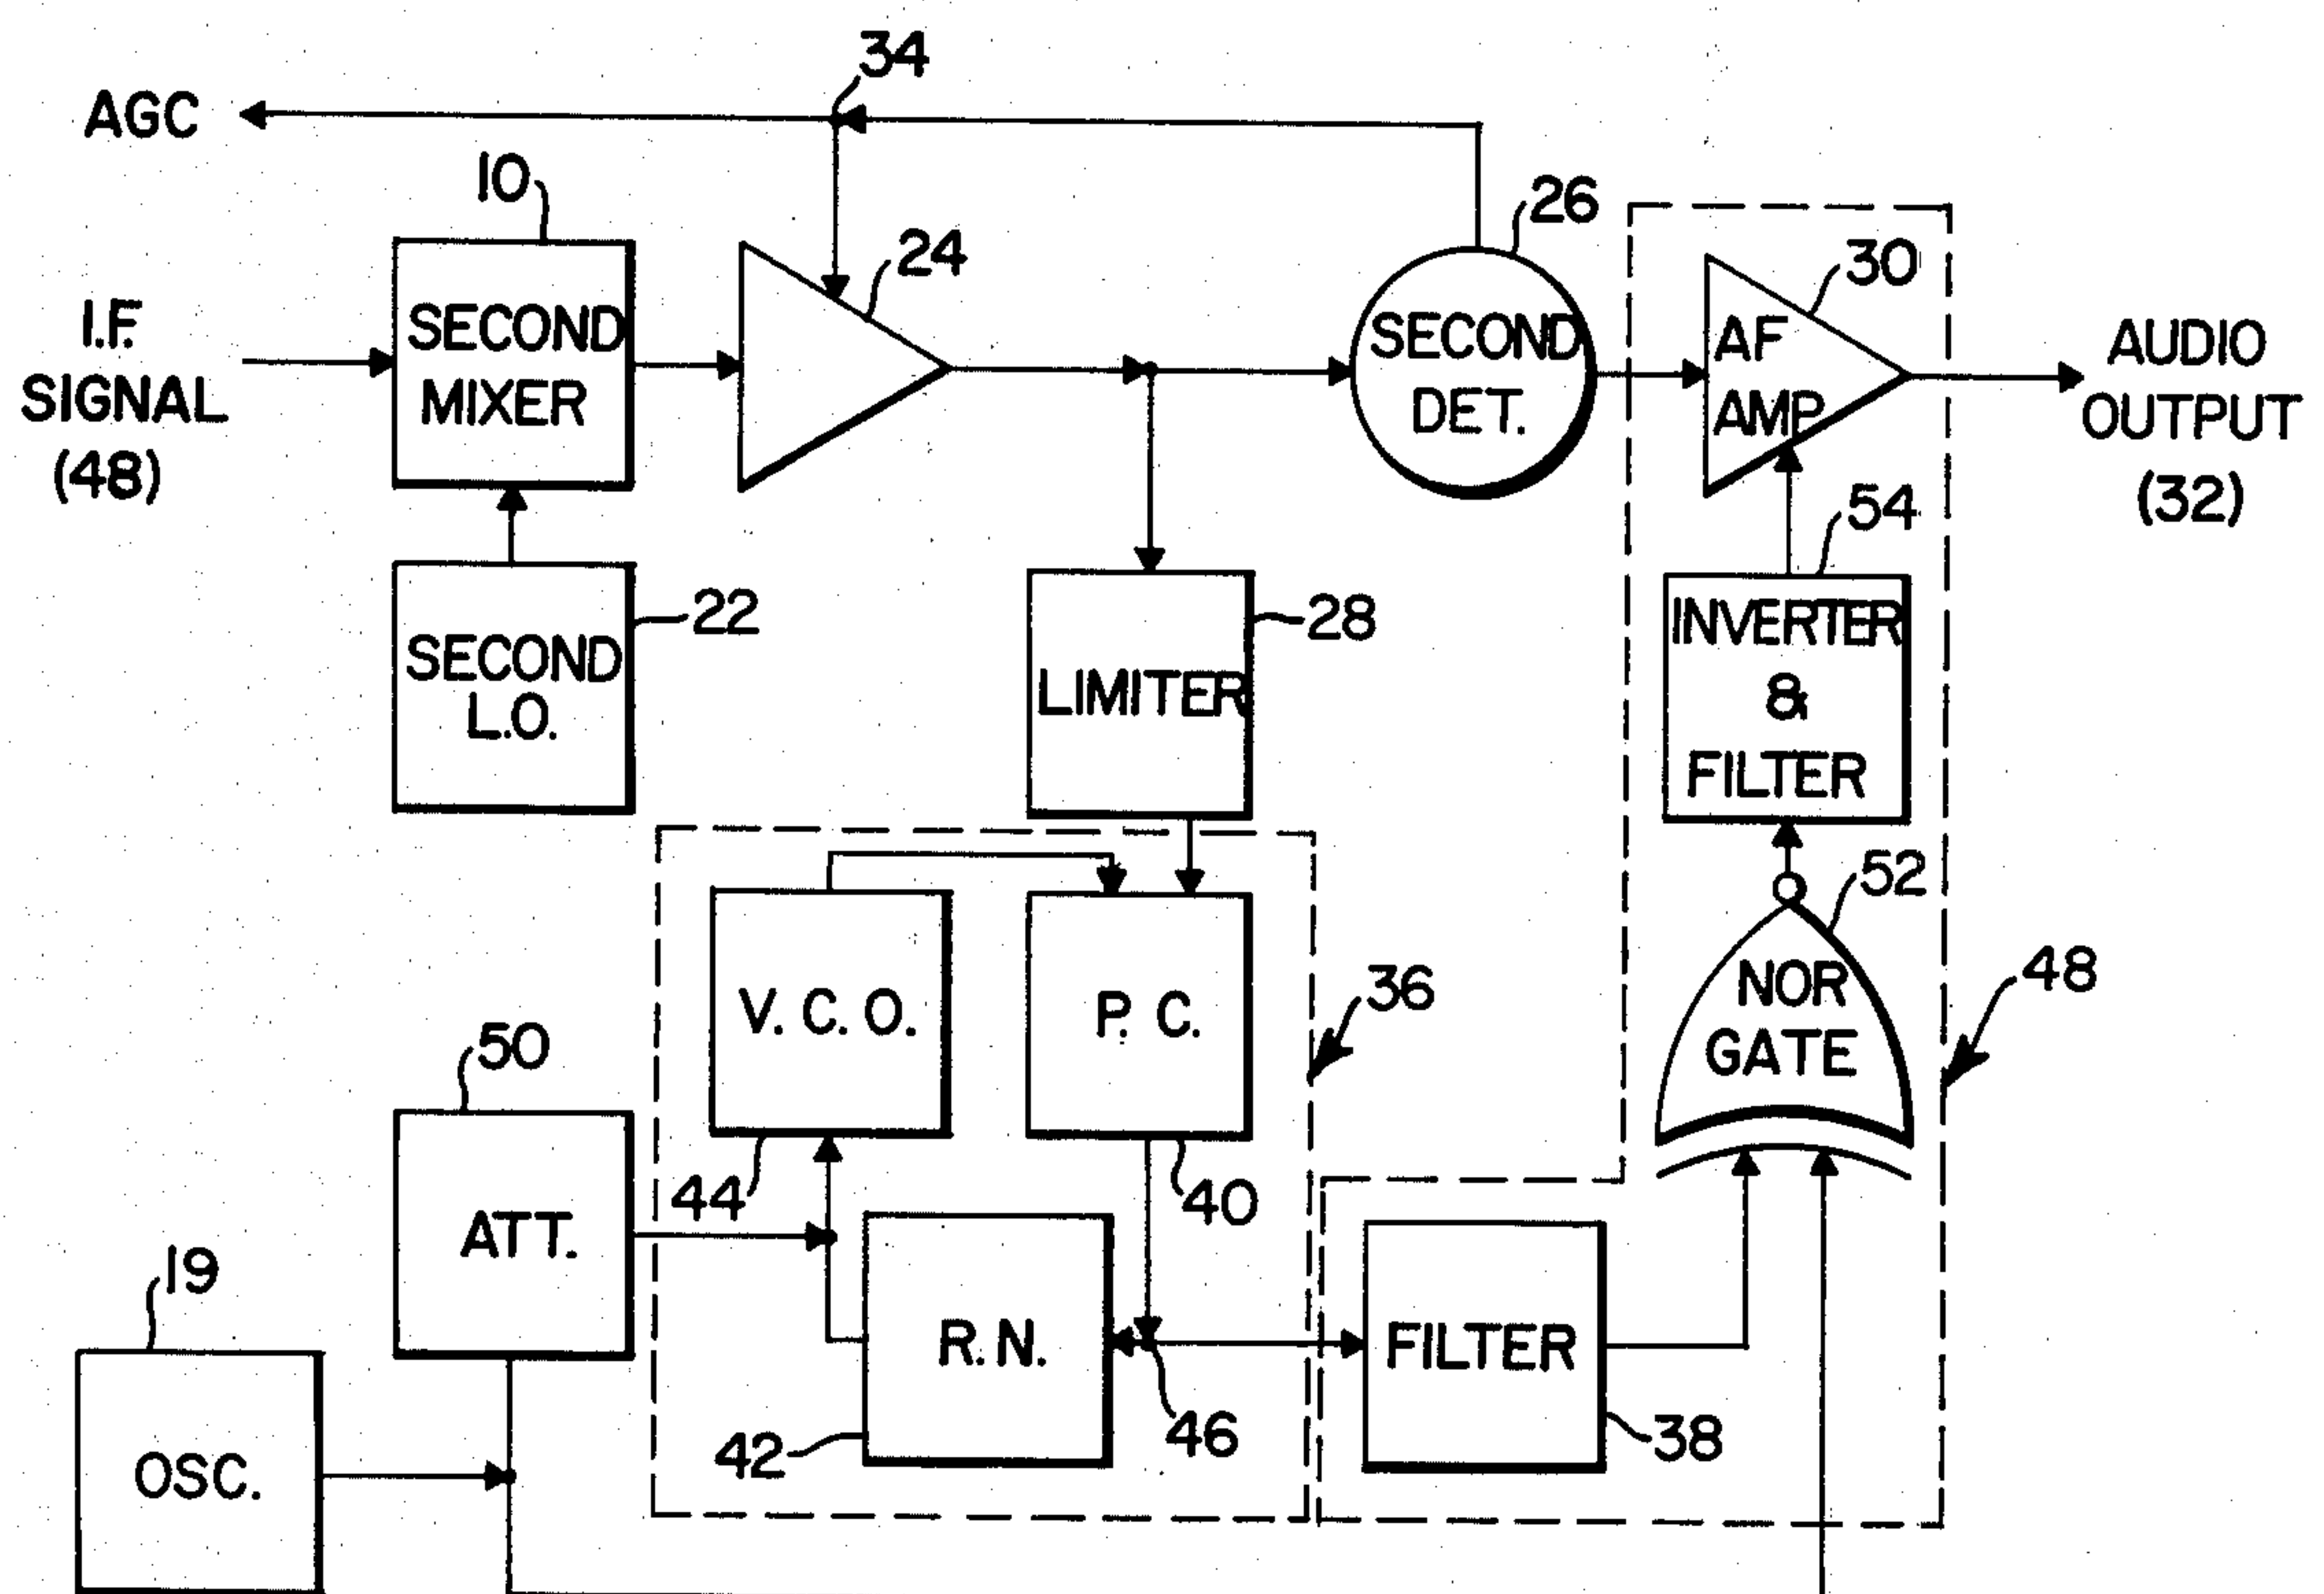 34
AGC
10
26
24
30
I.F.
SIGNAL
(48)
SECOND
MIXER
SECOND
DET.
AF
AMP
AUDIO
OUTPUT
(32)
54
SECOND
L.O.
22
LIMITER
28
INVERTER
&
FILTER
52
V. C. O.
P. C.
36
NOR
GATE
48
50
44
40
ATT.
19
R. N.
FILTER
46
42
38
OSC.